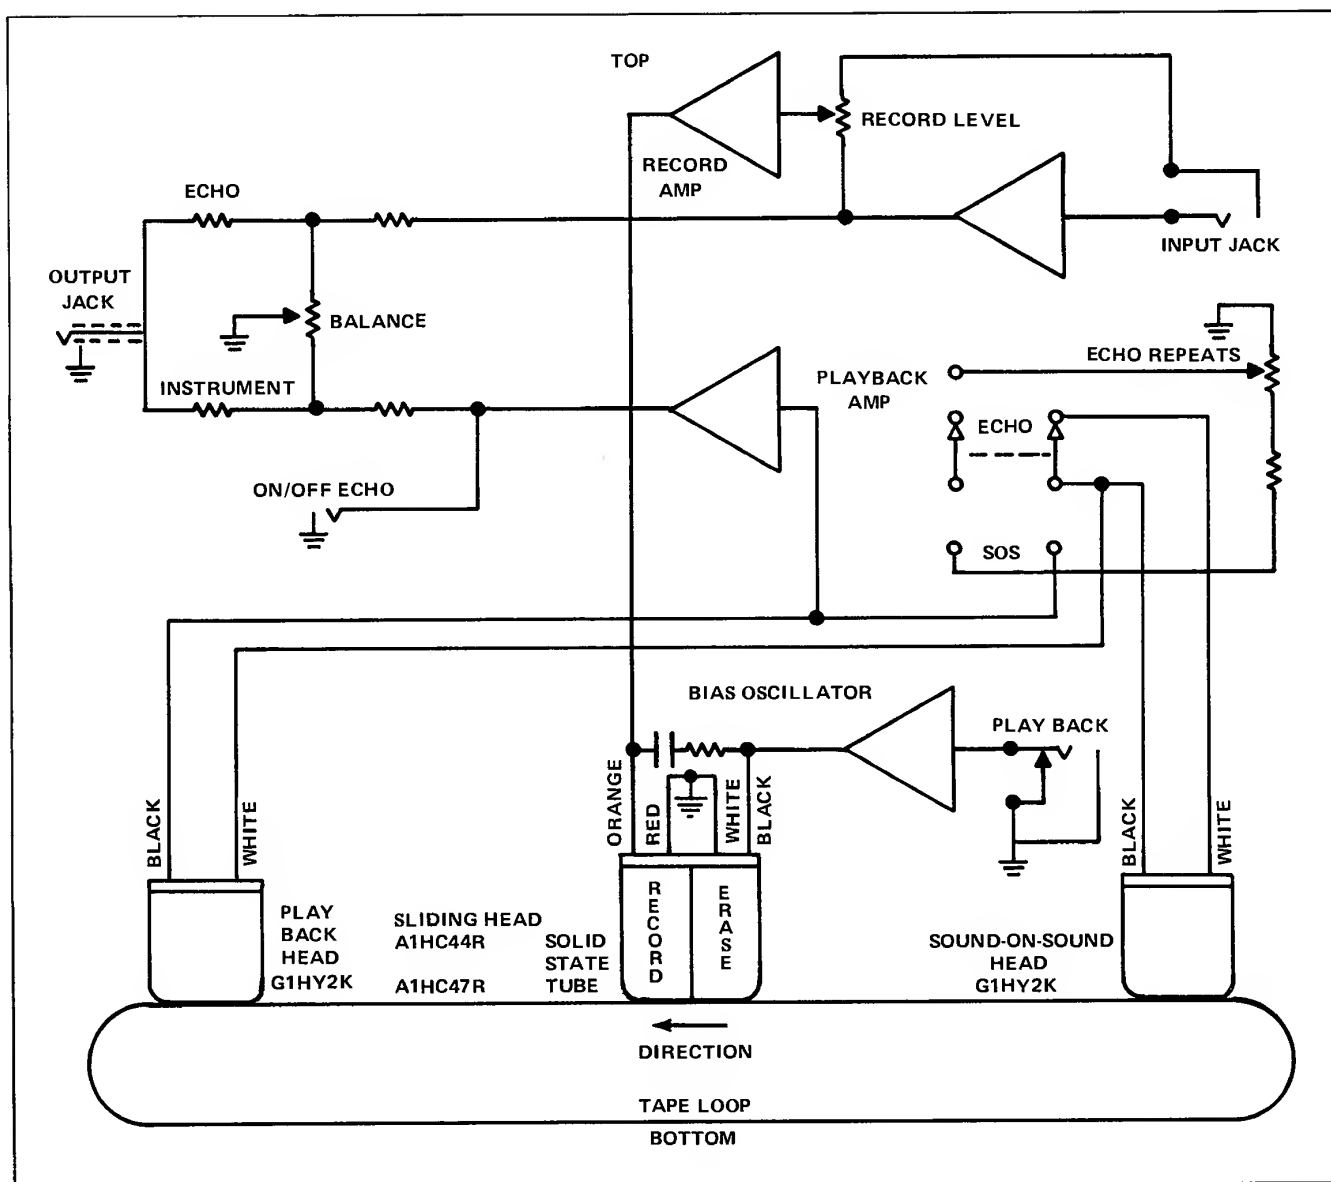 TOP
RECORD LEVEL
RECORD
AMP
ECHO
INPUT JACK
OUTPUT
JACK
BALANCE
ECHO REPEATS
INSTRUMENT
PLAYBACK
AMP
ECHO
ON/OFF ECHO
SOS
BIAS OSCILLATOR
PLAY BACK
BLACK
WHITE
ORANGE
RED
WHITE
BLACK
BLACK
WHITE
PLAY
BACK
HEAD
G1HY2K
SLIDING HEAD
A1HC44R
A1HC47R
SOLID
STATE
TUBE
RECORD
ERASE
SOUND-ON-SOUND
HEAD
G1HY2K
DIRECTION
TAPE LOOP
BOTTOM